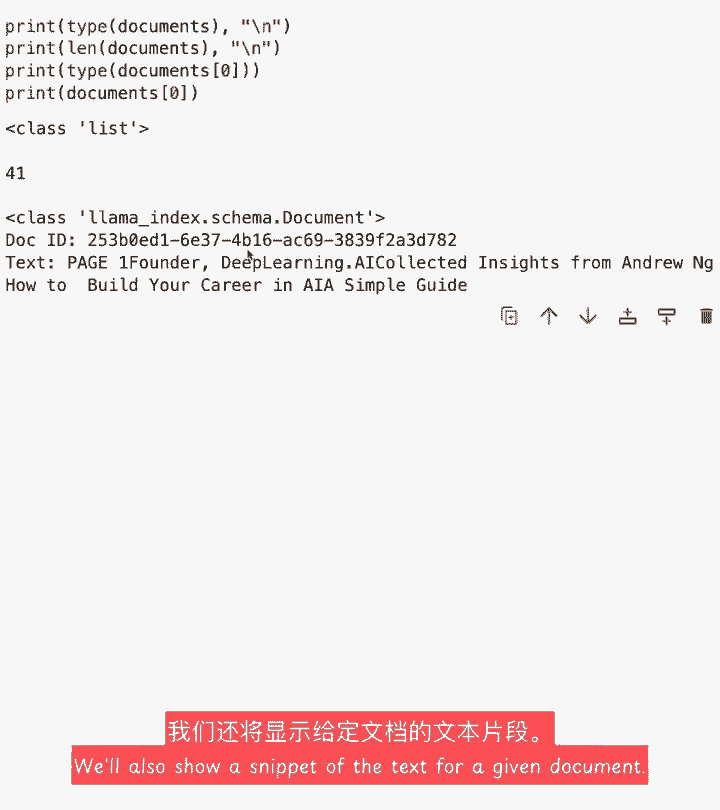 print(type(documents), "\n")
print(len(documents), "\n")
print(type(documents[0]))
print(documents[0])
<class 'list'>
41
<class 'llama_index.schema.Document'>
Doc ID: 253b0ed1-6e37-4b16-ac69-3839f2a3d782
Text: PAGE 1Founder, DeepLearning.AICollected Insights from Andrew Ng
How to  Build Your Career in AIA Simple Guide
我们还将显示给定文档的文本片段。
We'll also show a snippet of the text for a given document.